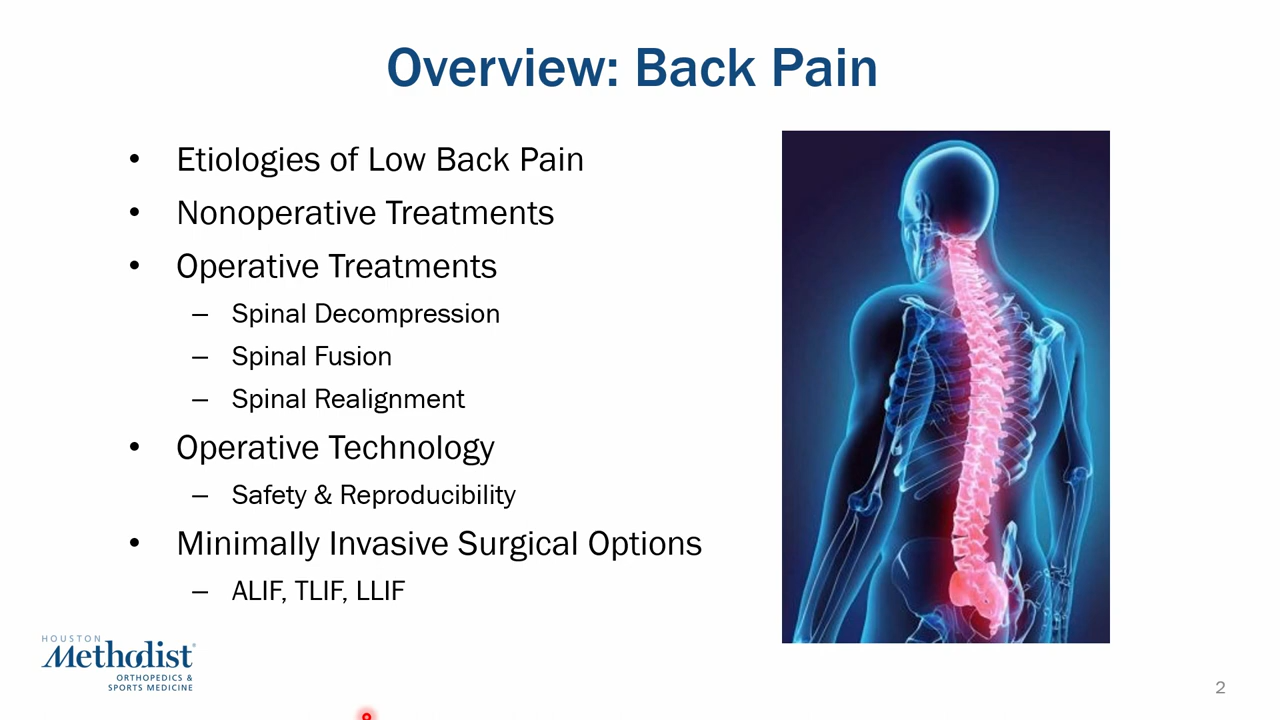 Overview: Back Pain
• Etiologies of Low Back Pain
• Nonoperative Treatments
• Operative Treatments
– Spinal Decompression
– Spinal Fusion
– Spinal Realignment
• Operative Technology
– Safety & Reproducibility
• Minimally Invasive Surgical Options
– ALIF, TLIF, LLIF
HOUSTON
Methodist®
ORTHOPEDICS &
SPORTS MEDICINE
2